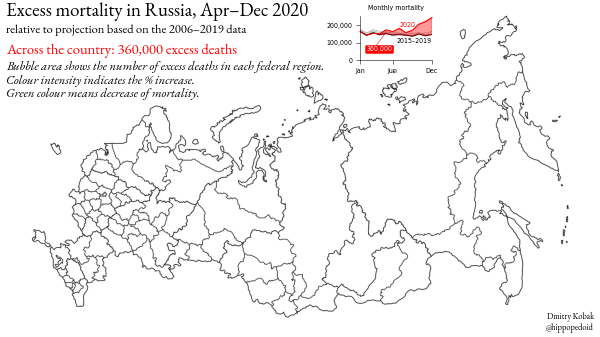 Excess mortality in Russia, Apr–Dec 2020
relative to projection based on the 2006–2019 data
Across the country: 360,000 excess deaths
Bubble area shows the number of excess deaths in each federal region.
Colour intensity indicates the % increase.
Green colour means decrease of mortality.
Monthly mortality
200,000
100,000
0
2020
2015–2019
360,000
Jan
Jun
Dec
Dmitry Kobak
@hippopedoid